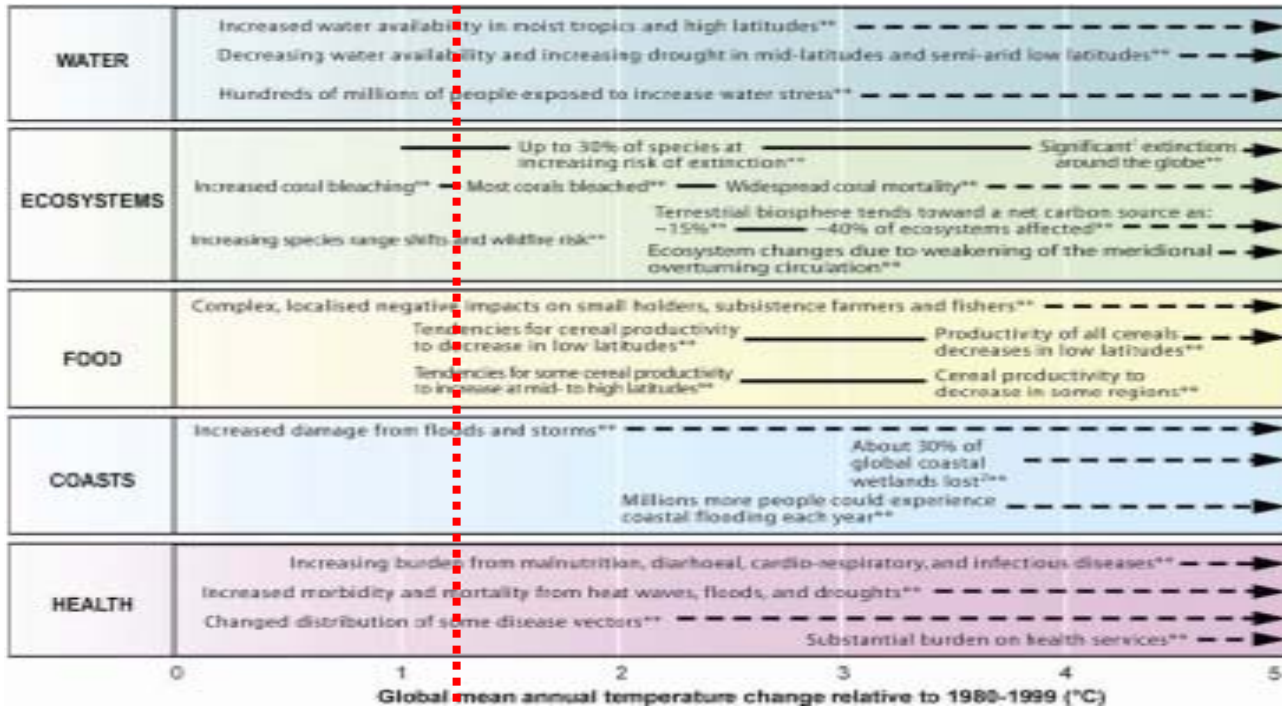 WATER
Increased water availability in moist tropics and high latitudes**
Decreasing water availability and increasing drought in mid-latitudes and semi-arid low latitudes**
Hundreds of millions of people exposed to increase water stress**
ECOSYSTEMS
Up to 30% of species at
increasing risk of extinction**
Significant¹ extinctions
around the globe**
Increased coral bleaching** Most corals bleached** Widespread coral mortality**
Terrestrial biosphere tends toward a net carbon source as:
~15%** ~40% of ecosystems affected**
Increasing species range shifts and wildfire risk**
Ecosystem changes due to weakening of the meridional
overturning circulation**
FOOD
Complex, localised negative impacts on small holders, subsistence farmers and fishers**
Tendencies for cereal productivity
to decrease in low latitudes**
Productivity of all cereals
decreases in low latitudes**
Tendencies for some cereal productivity
to increase at mid- to high latitudes**
Cereal productivity to
decrease in some regions**
COASTS
Increased damage from floods and storms**
About 30% of
global coastal
wetlands lost²**
Millions more people could experience
coastal flooding each year**
HEALTH
Increasing burden from malnutrition, diarhoeal, cardio-respiratory, and infectious diseases**
Increased morbidity and mortality from heat waves, floods, and droughts**
Changed distribution of some disease vectors**
Substantial burden on health services**
0 1 2 3 4 5
Global mean annual temperature change relative to 1980-1999 (°C)